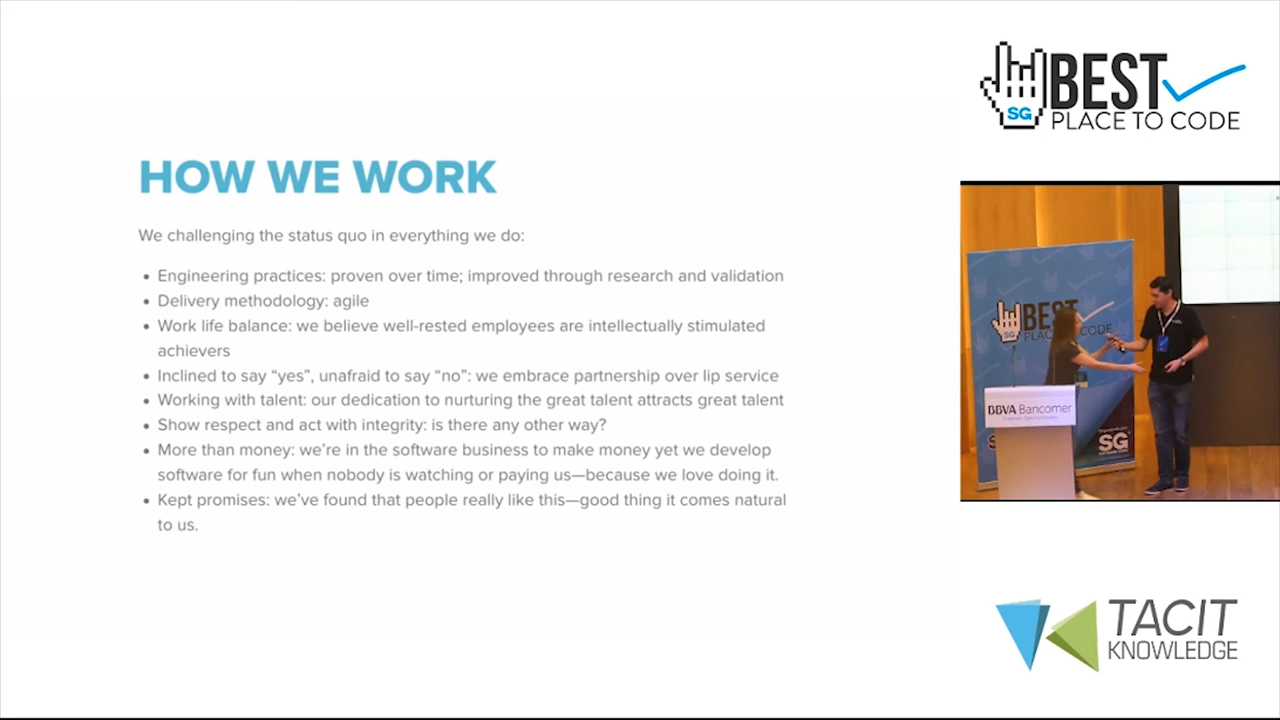 HOW WE WORK
We challenging the status quo in everything we do:
• Engineering practices: proven over time; improved through research and validation
• Delivery methodology: agile
• Work life balance: we believe well-rested employees are intellectually stimulated
achievers
• Inclined to say “yes”, unafraid to say “no”: we embrace partnership over lip service
• Working with talent: our dedication to nurturing the great talent attracts great talent
• Show respect and act with integrity: is there any other way?
• More than money: we’re in the software business to make money yet we develop
software for fun when nobody is watching or paying us—because we love doing it.
• Kept promises: we’ve found that people really like this—good thing it comes natural
to us.
SG
BEST
PLACE TO CODE
SG
BBVA Bancomer
SG
TACIT
KNOWLEDGE